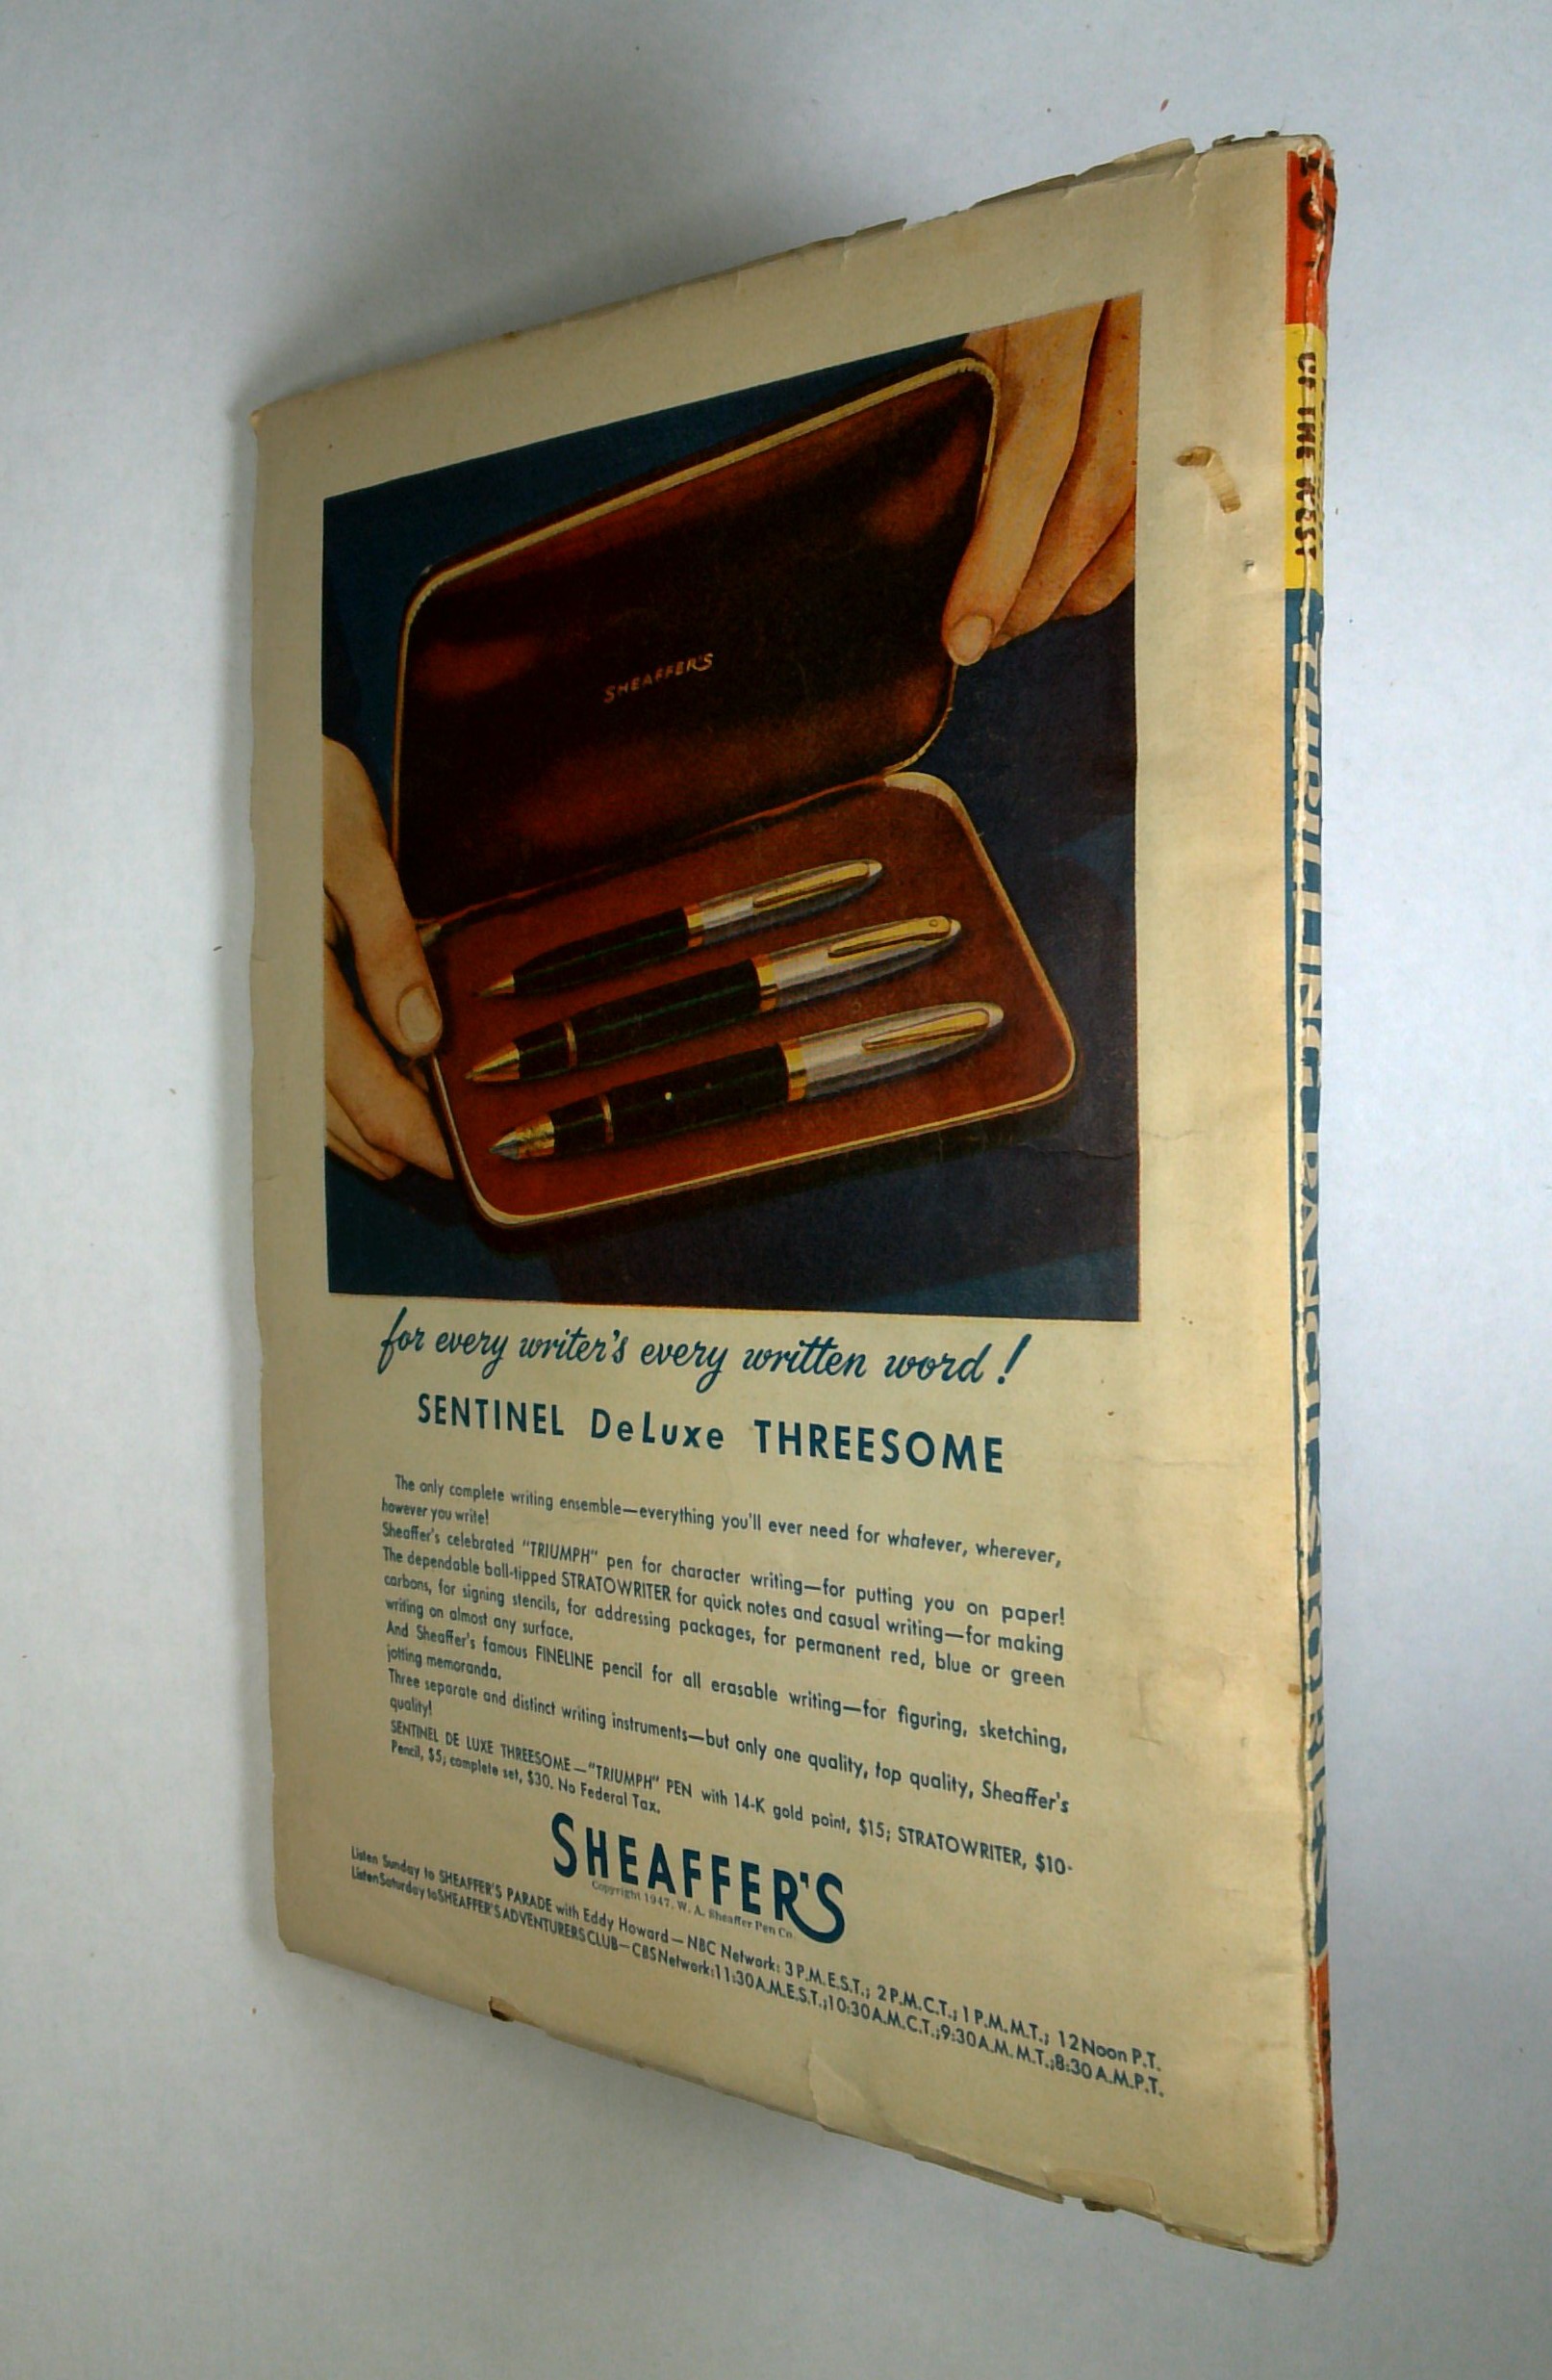 SHEAFFER'S
for every writer's every written word!
SENTINEL DeLuxe THREESOME
The only complete writing ensemble—everything you'll ever need for whatever, wherever,
however you write!
Sheaffer's celebrated "TRIUMPH" pen for character writing—for putting you on paper!
The dependable ball-tipped STRATOWRITER for quick notes and casual writing—for making
carbons, for signing stencils, for addressing packages, for permanent red, blue or green
writing on almost any surface.
And Sheaffer's famous FINELINE pencil for all erasable writing—for figuring, sketching,
jotting memoranda.
Three separate and distinct writing instruments—but only one quality, top quality, Sheaffer's
quality!
SENTINEL DE LUXE THREESOME—"TRIUMPH" PEN with 14-K gold point, $15; STRATOWRITER, $10·
Pencil, $5; complete set, $30. No Federal Tax.
SHEAFFER'S
Copyright 1947, W. A. Sheaffer Pen Co.
Listen Sunday to SHEAFFER'S PARADE with Eddy Howard—NBC Network: 3 P.M. E.S.T.; 2 P.M. C.T.; 1 P.M. M.T.; 12 Noon P.T.
Listen Saturday to SHEAFFER'S ADVENTURERS CLUB—CBS Network: 11:30 A.M. E.S.T.; 10:30 A.M. C.T.; 9:30 A.M. M.T.; 8:30 A.M. P.T.
OF THE WEST